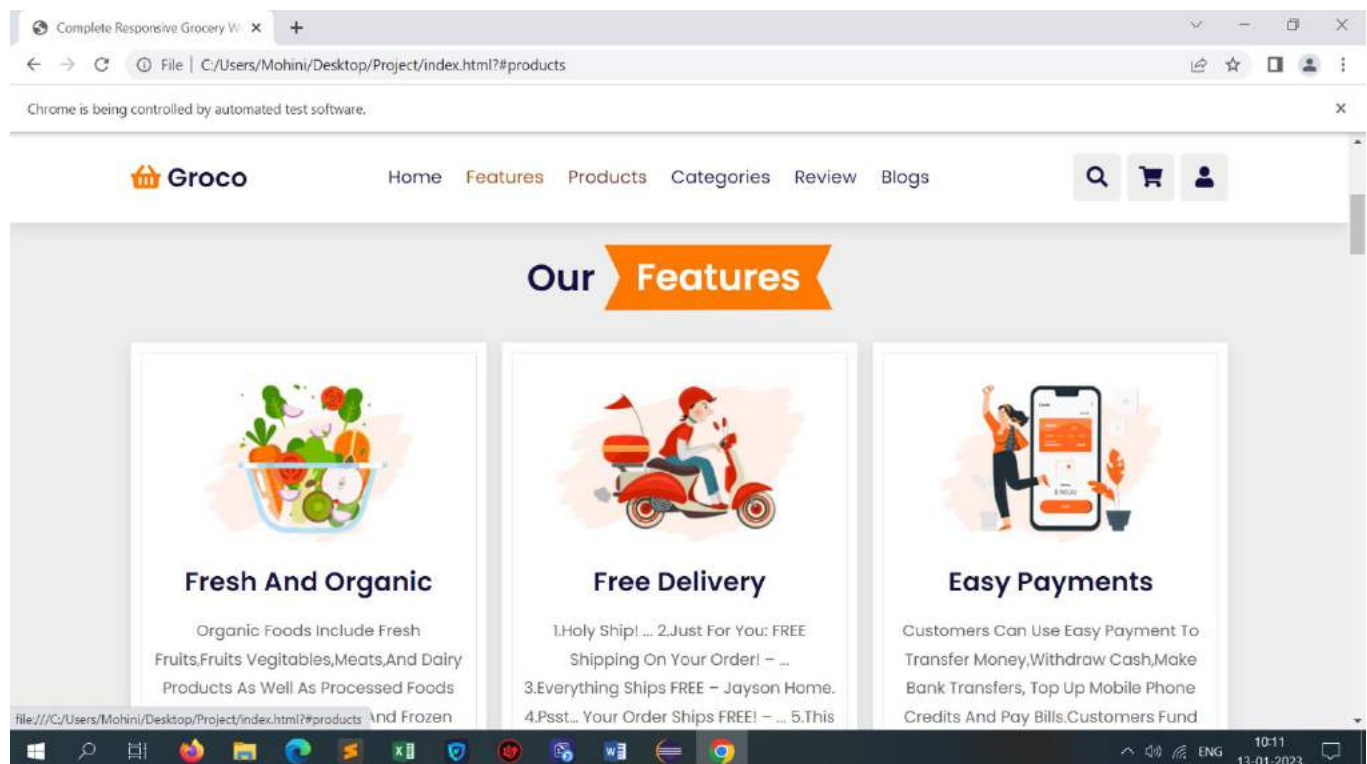 Complete Responsive Grocery W
File | C:/Users/Mohini/Desktop/Project/index.html?#products
Chrome is being controlled by automated test software.
Groco Home Features Products Categories Review Blogs
Our Features
Fresh And Organic
Organic Foods Include Fresh
Fruits,Fruits Vegitables,Meats,And Dairy
Products As Well As Processed Foods
And Frozen
Free Delivery
1.Holy Ship! ... 2.Just For You: FREE
Shipping On Your Order! – ...
3.Everything Ships FREE – Jayson Home.
4.Psst... Your Order Ships FREE! – ... 5.This
Easy Payments
Customers Can Use Easy Payment To
Transfer Money,Withdraw Cash,Make
Bank Transfers, Top Up Mobile Phone
Credits And Pay Bills.Customers Fund
file:///C:/Users/Mohini/Desktop/Project/index.html?#products
ENG
10:11
13-01-2023